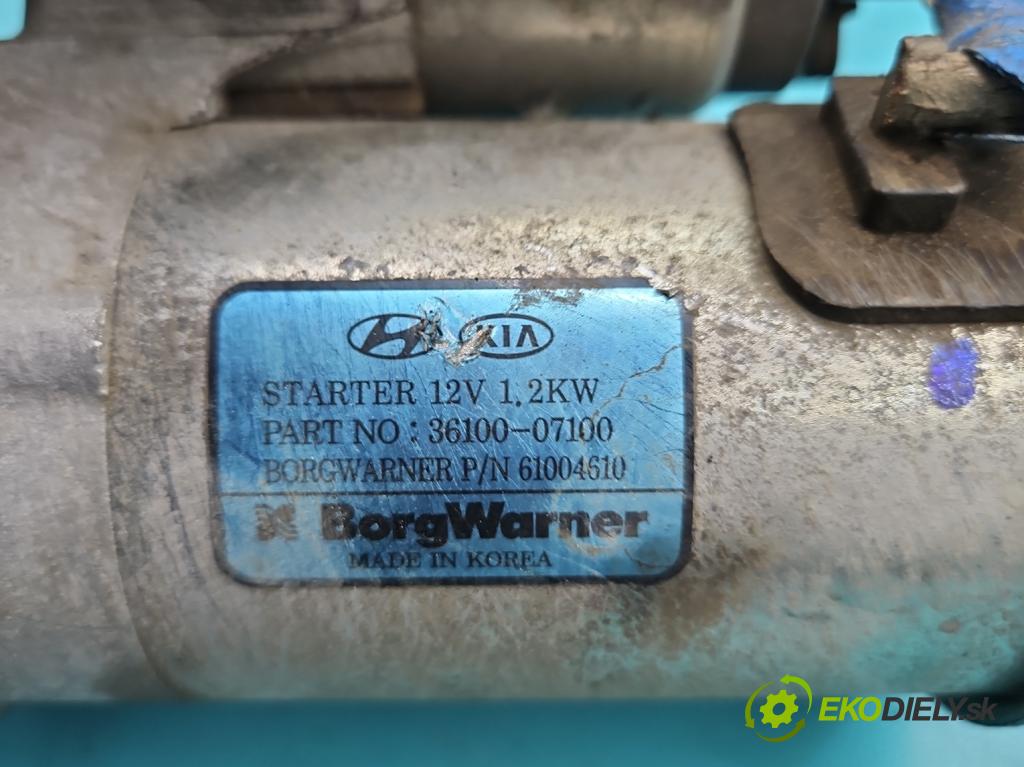 KIA
STARTER 12V 1.2KW
PART NO : 36100-07100
BORGWARNER P/N 61004610
BorgWarner
MADE IN KOREA
EKODIELY.sk